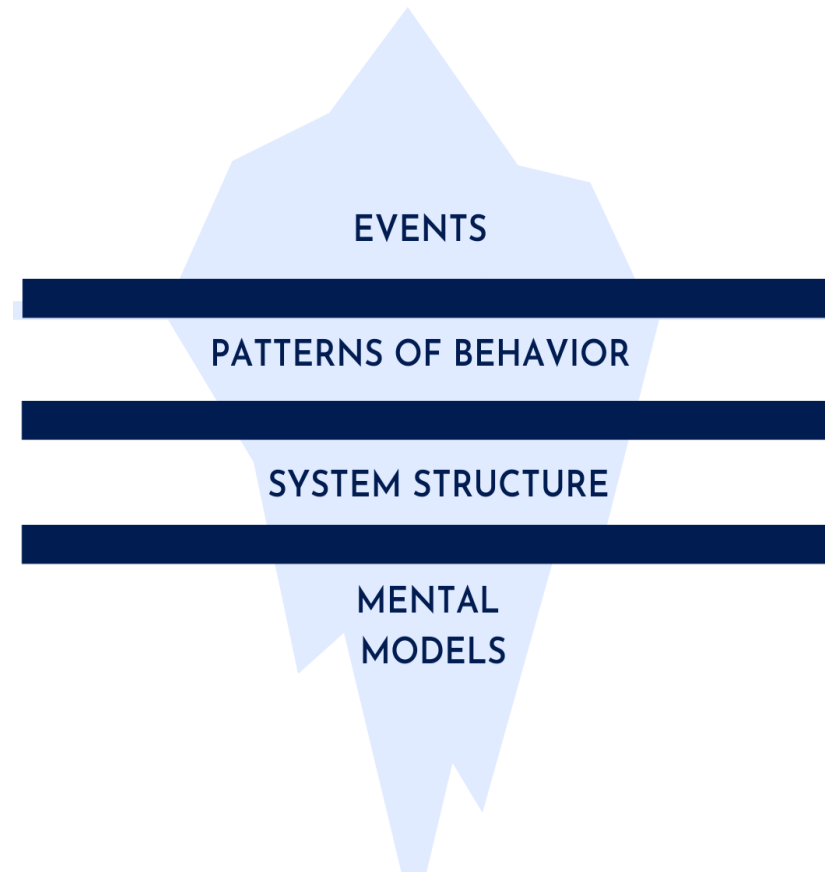 EVENTS
PATTERNS OF BEHAVIOR
SYSTEM STRUCTURE
MENTAL
MODELS